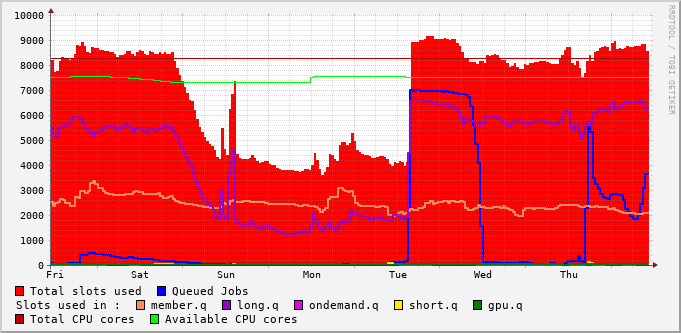 RRDTOOL / TOBI OETIKER
10000
9000
8000
7000
6000
5000
4000
3000
2000
1000
0
Fri Sat Sun Mon Tue Wed Thu
Total slots used Queued Jobs
Slots used in : member.q long.q ondemand.q short.q gpu.q
Total CPU cores Available CPU cores